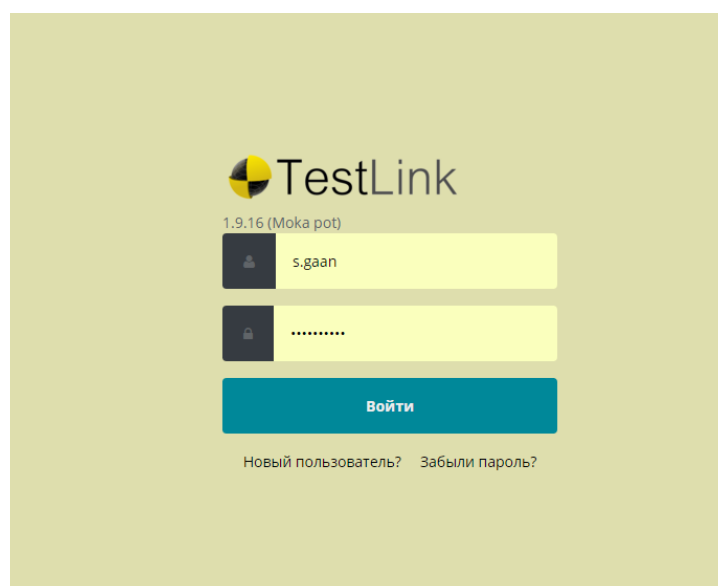 TestLink
1.9.16 (Moka pot)
s.gaan
••••••••••
Войти
Новый пользователь? Забыли пароль?